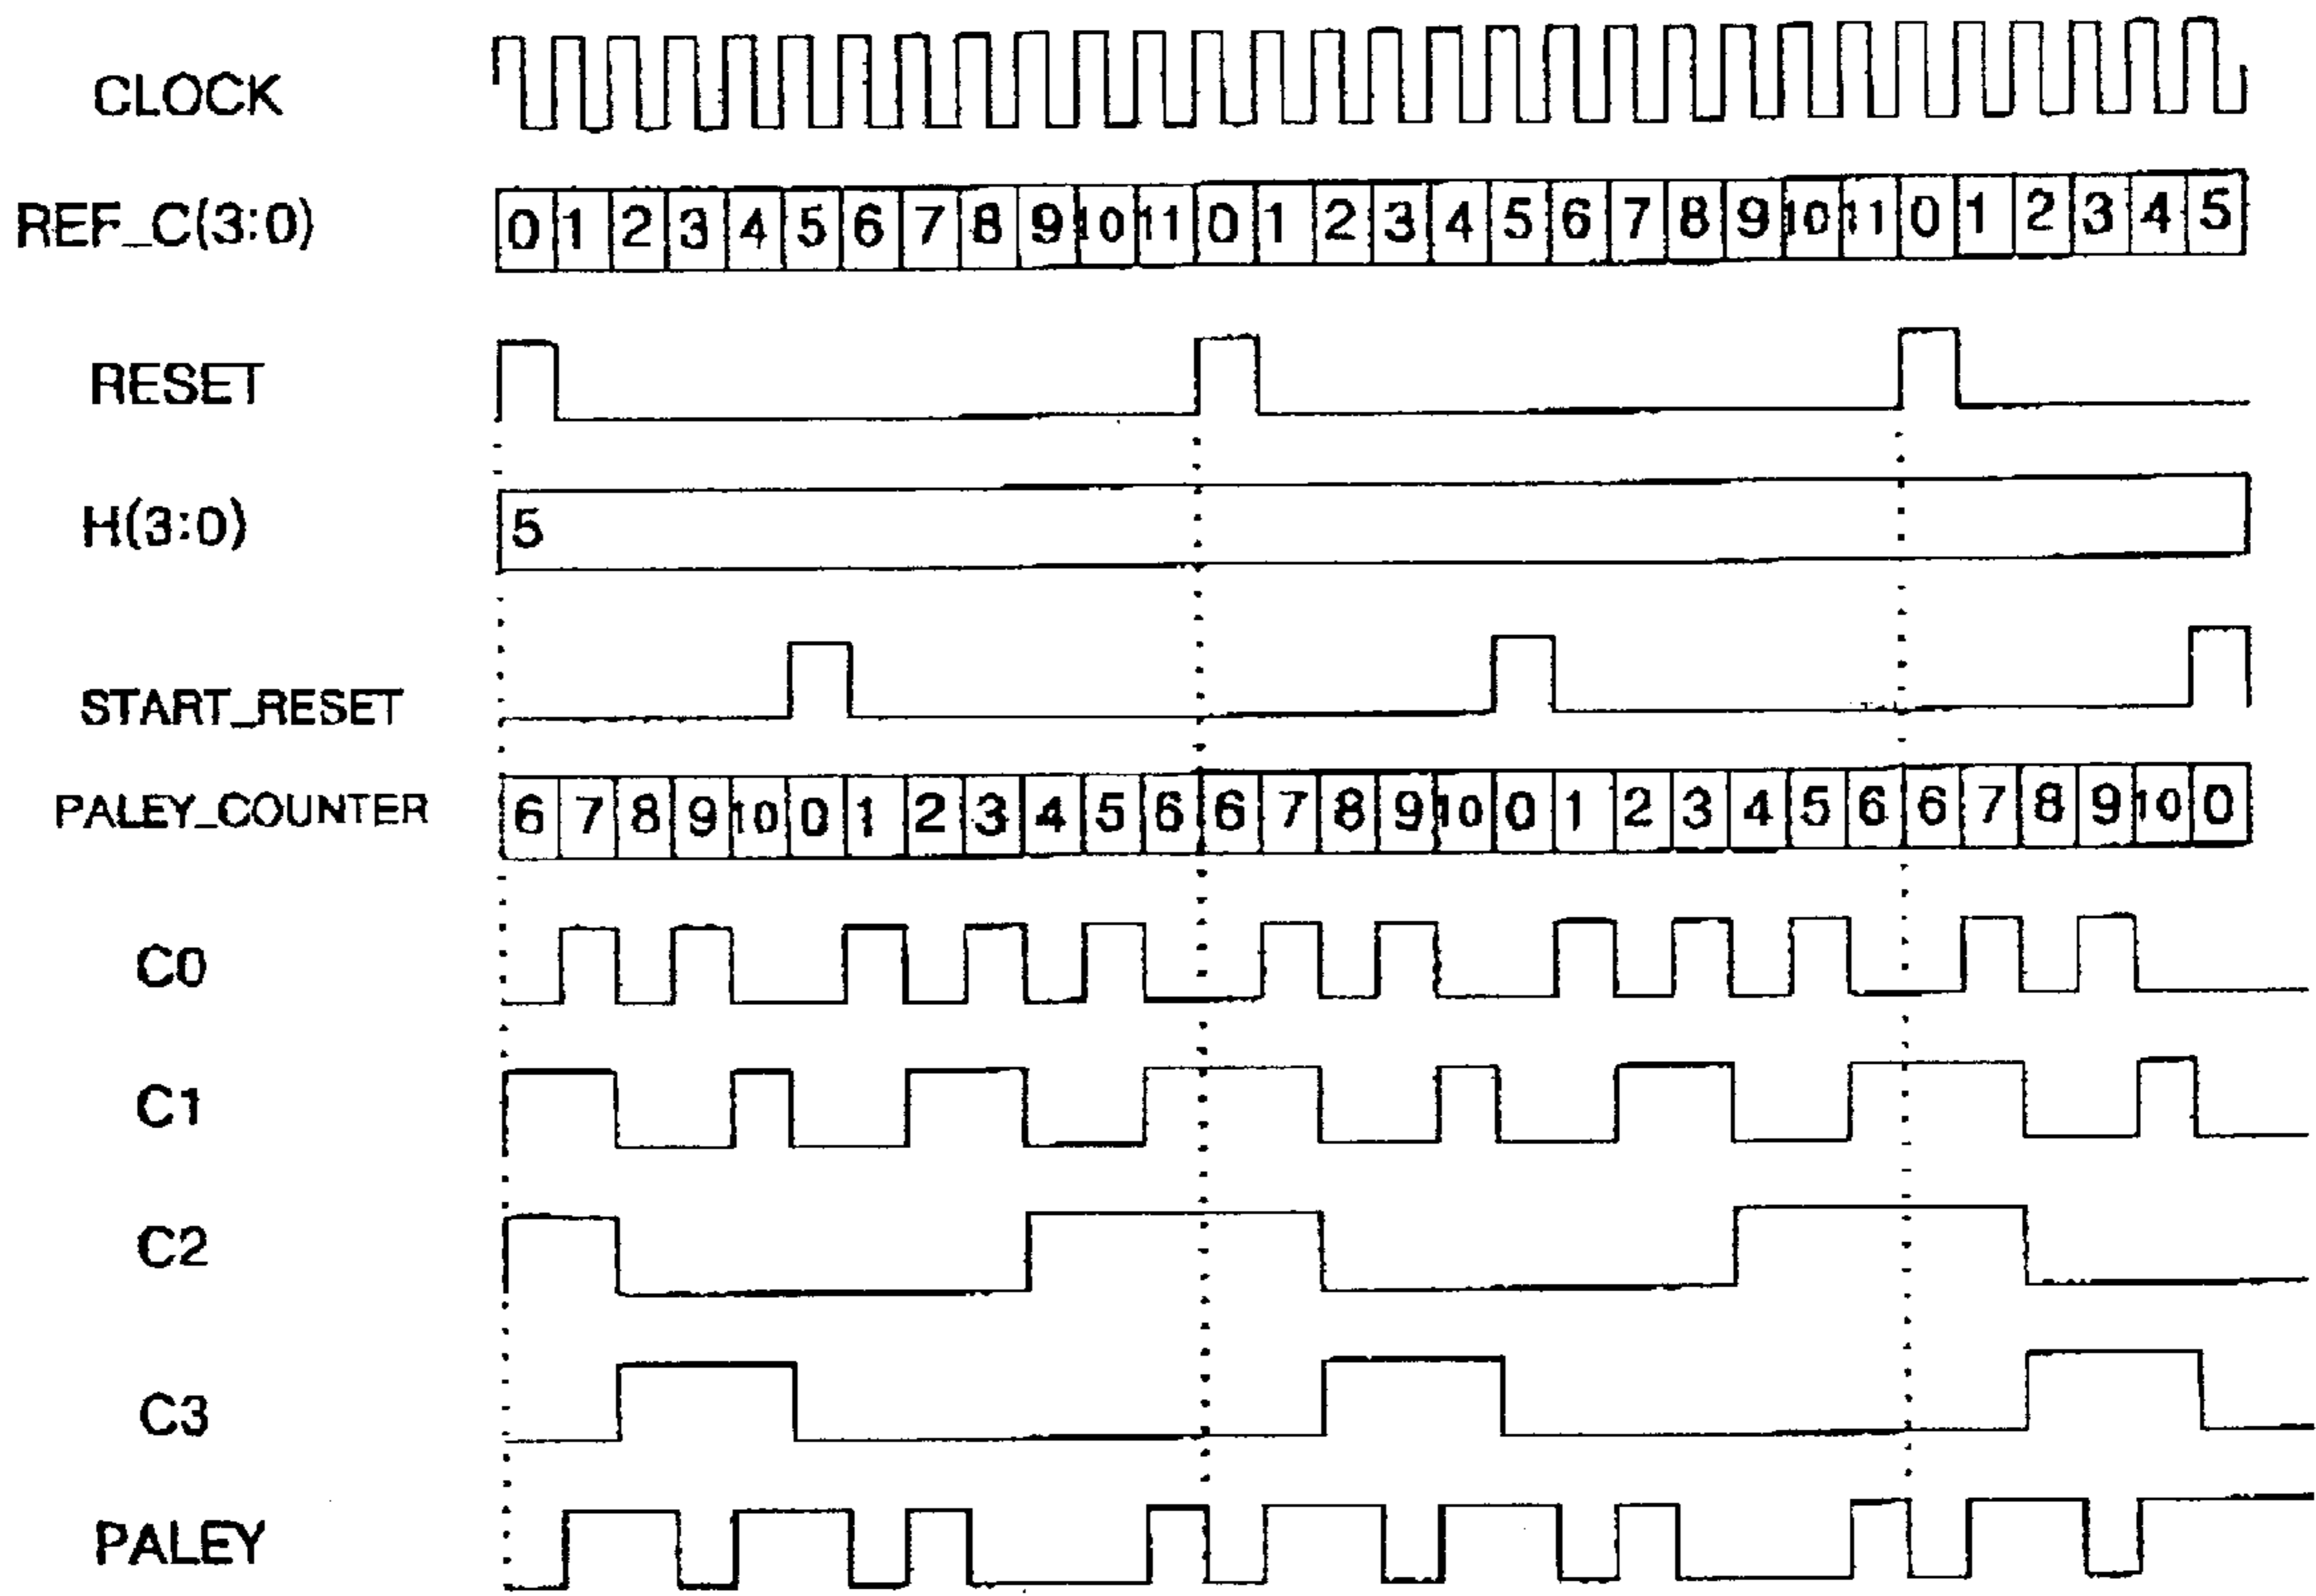 CLOCK
REF_C(3:0) 0 1 2 3 4 5 6 7 8 9 10 11 0 1 2 3 4 5 6 7 8 9 10 11 0 1 2 3 4 5
RESET
H(3:0) 5
START_RESET
PALEY_COUNTER 6 7 8 9 10 0 1 2 3 4 5 6 6 7 8 9 10 0 1 2 3 4 5 6 6 7 8 9 10 0
C0
C1
C2
C3
PALEY